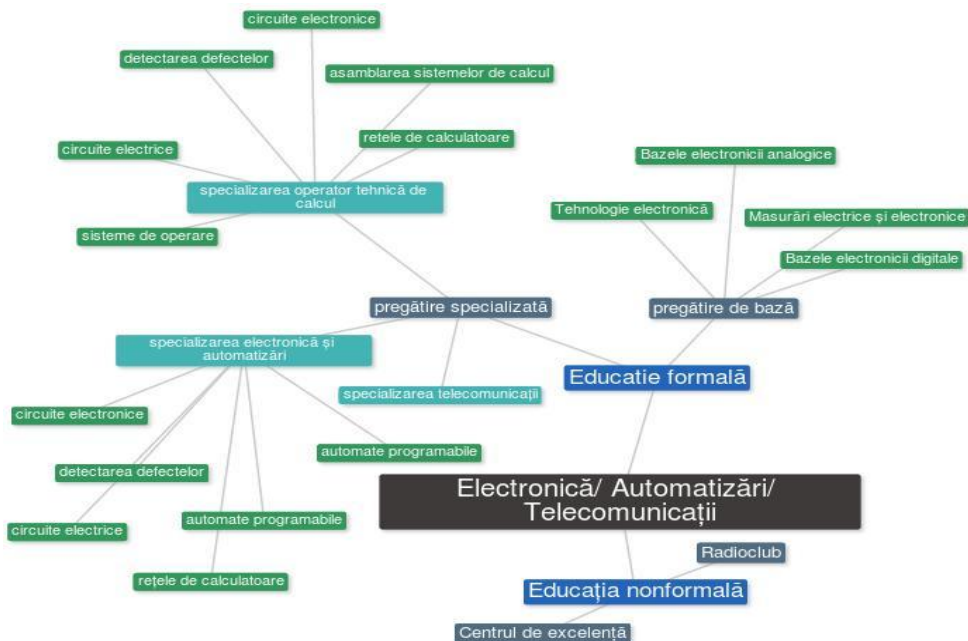 circuite electronice
detectarea defectelor
asamblarea sistemelor de calcul
retele de calculatoare
circuite electrice
specializarea operator tehnică de
calcul
sisteme de operare
Bazele electronicii analogice
Tehnologie electronică
Masurări electrice și electronice
Bazele electronicii digitale
pregătire specializată
pregătire de bază
specializarea electronică și
automatizări
Educatie formală
specializarea telecomunicații
circuite electronice
automate programabile
detectarea defectelor
circuite electrice
automate programabile
rețele de calculatoare
Electronică/ Automatizări/
Telecomunicații
Radioclub
Educația nonformală
Centrul de excelență